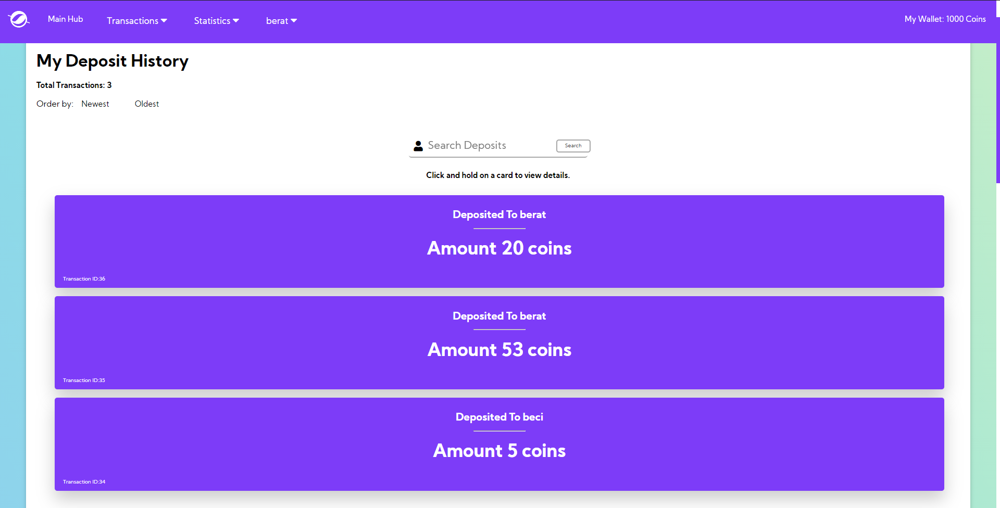 Main Hub Transactions Statistics berat My Wallet: 1000 Coins
My Deposit History
Total Transactions: 3
Order by: Newest Oldest
Search Deposits Search
Click and hold on a card to view details.
Deposited To berat
Amount 20 coins
Transaction ID:36
Deposited To berat
Amount 53 coins
Transaction ID:35
Deposited To beci
Amount 5 coins
Transaction ID:34